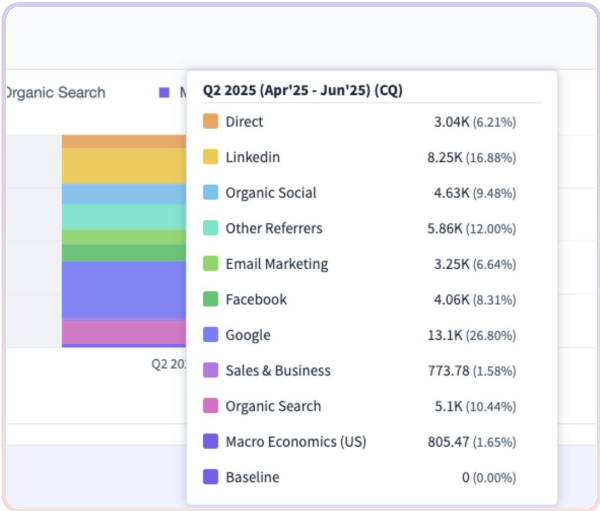 Organic Search
Q2 2025 (Apr'25 - Jun'25) (CQ)
Direct 3.04K (6.21%)
Linkedin 8.25K (16.88%)
Organic Social 4.63K (9.48%)
Other Referrers 5.86K (12.00%)
Email Marketing 3.25K (6.64%)
Facebook 4.06K (8.31%)
Google 13.1K (26.80%)
Sales & Business 773.78 (1.58%)
Organic Search 5.1K (10.44%)
Macro Economics (US) 805.47 (1.65%)
Baseline 0 (0.00%)
Q2